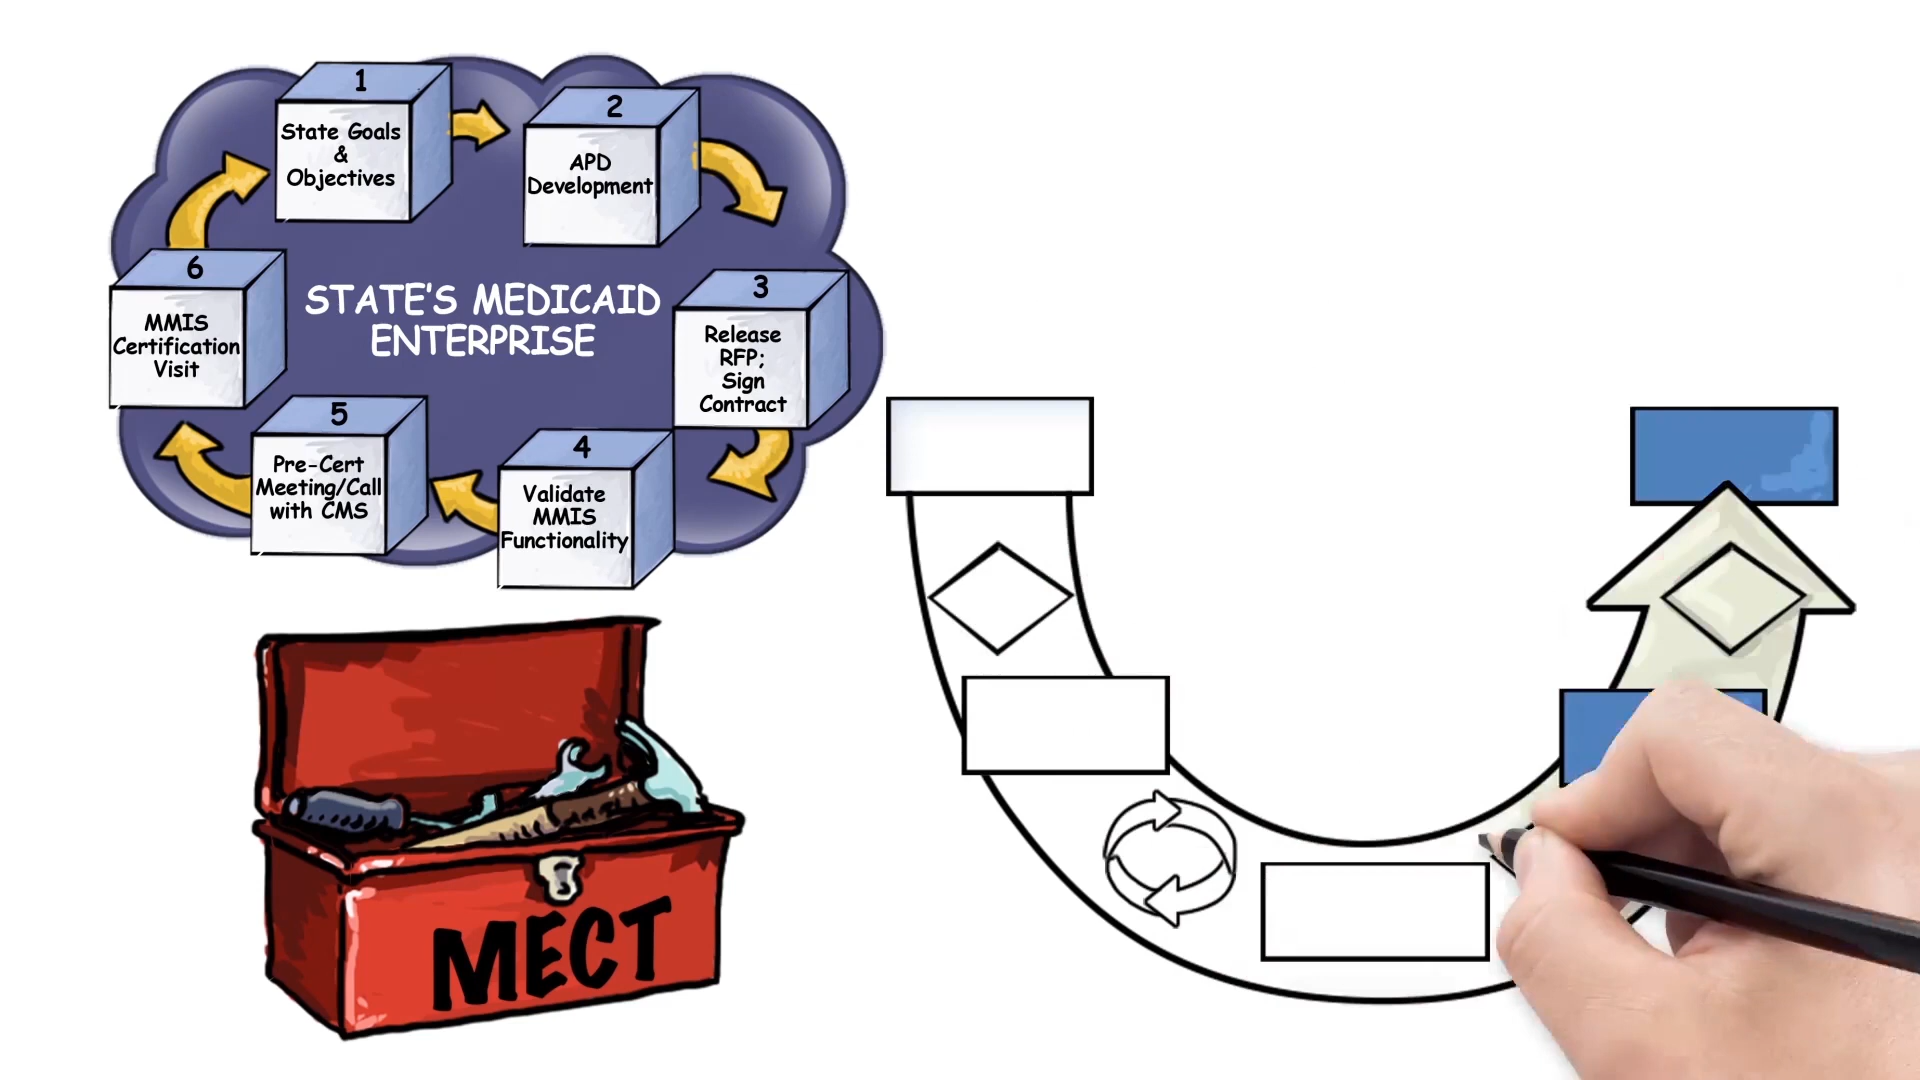 1
State Goals
&
Objectives
2
APD
Development
3
Release
RFP;
Sign
Contract
4
Validate
MMIS
Functionality
5
Pre-Cert
Meeting/Call
with CMS
6
MMIS
Certification
Visit
STATE'S MEDICAID
ENTERPRISE
MECT